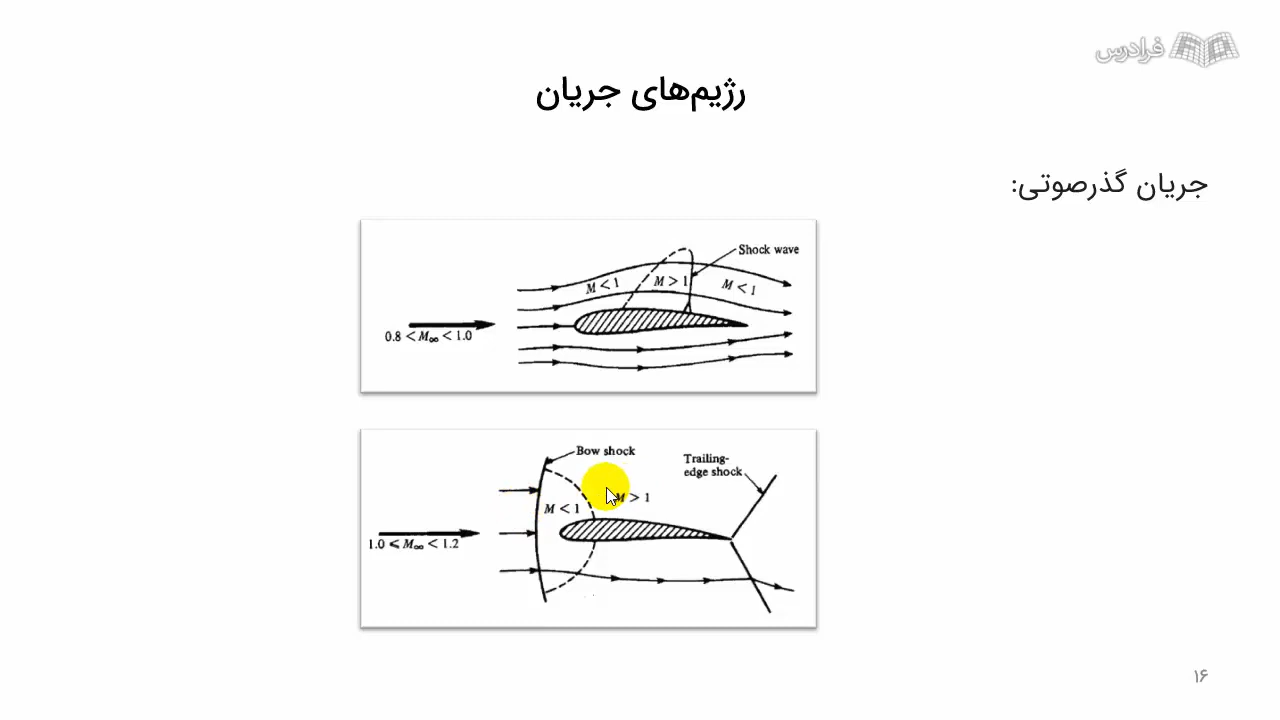 فرادرس
رژیم‌های جریان
جریان گذرصوتی:
Shock wave
M < 1
M > 1
M < 1
0.8 < M∞ < 1.0
Bow shock
Trailing-
edge shock
M > 1
M < 1
1.0 ⩽ M∞ < 1.2
۱۶